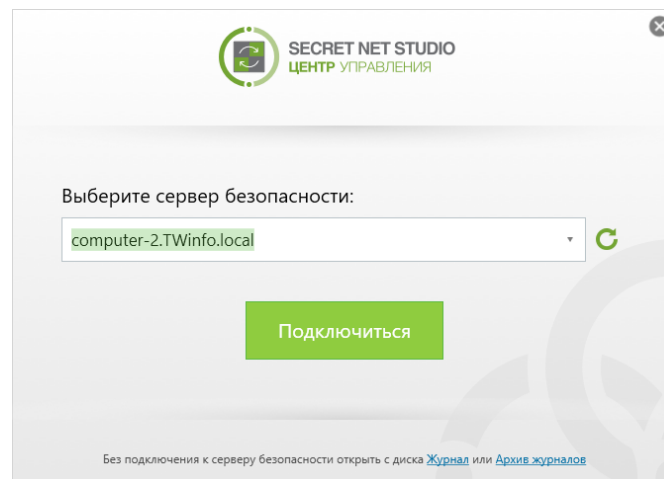 SECRET NET STUDIO
ЦЕНТР УПРАВЛЕНИЯ
Выберите сервер безопасности:
computer-2.TWinfo.local
Подключиться
Без подключения к серверу безопасности открыть с диска Журнал или Архив журналов